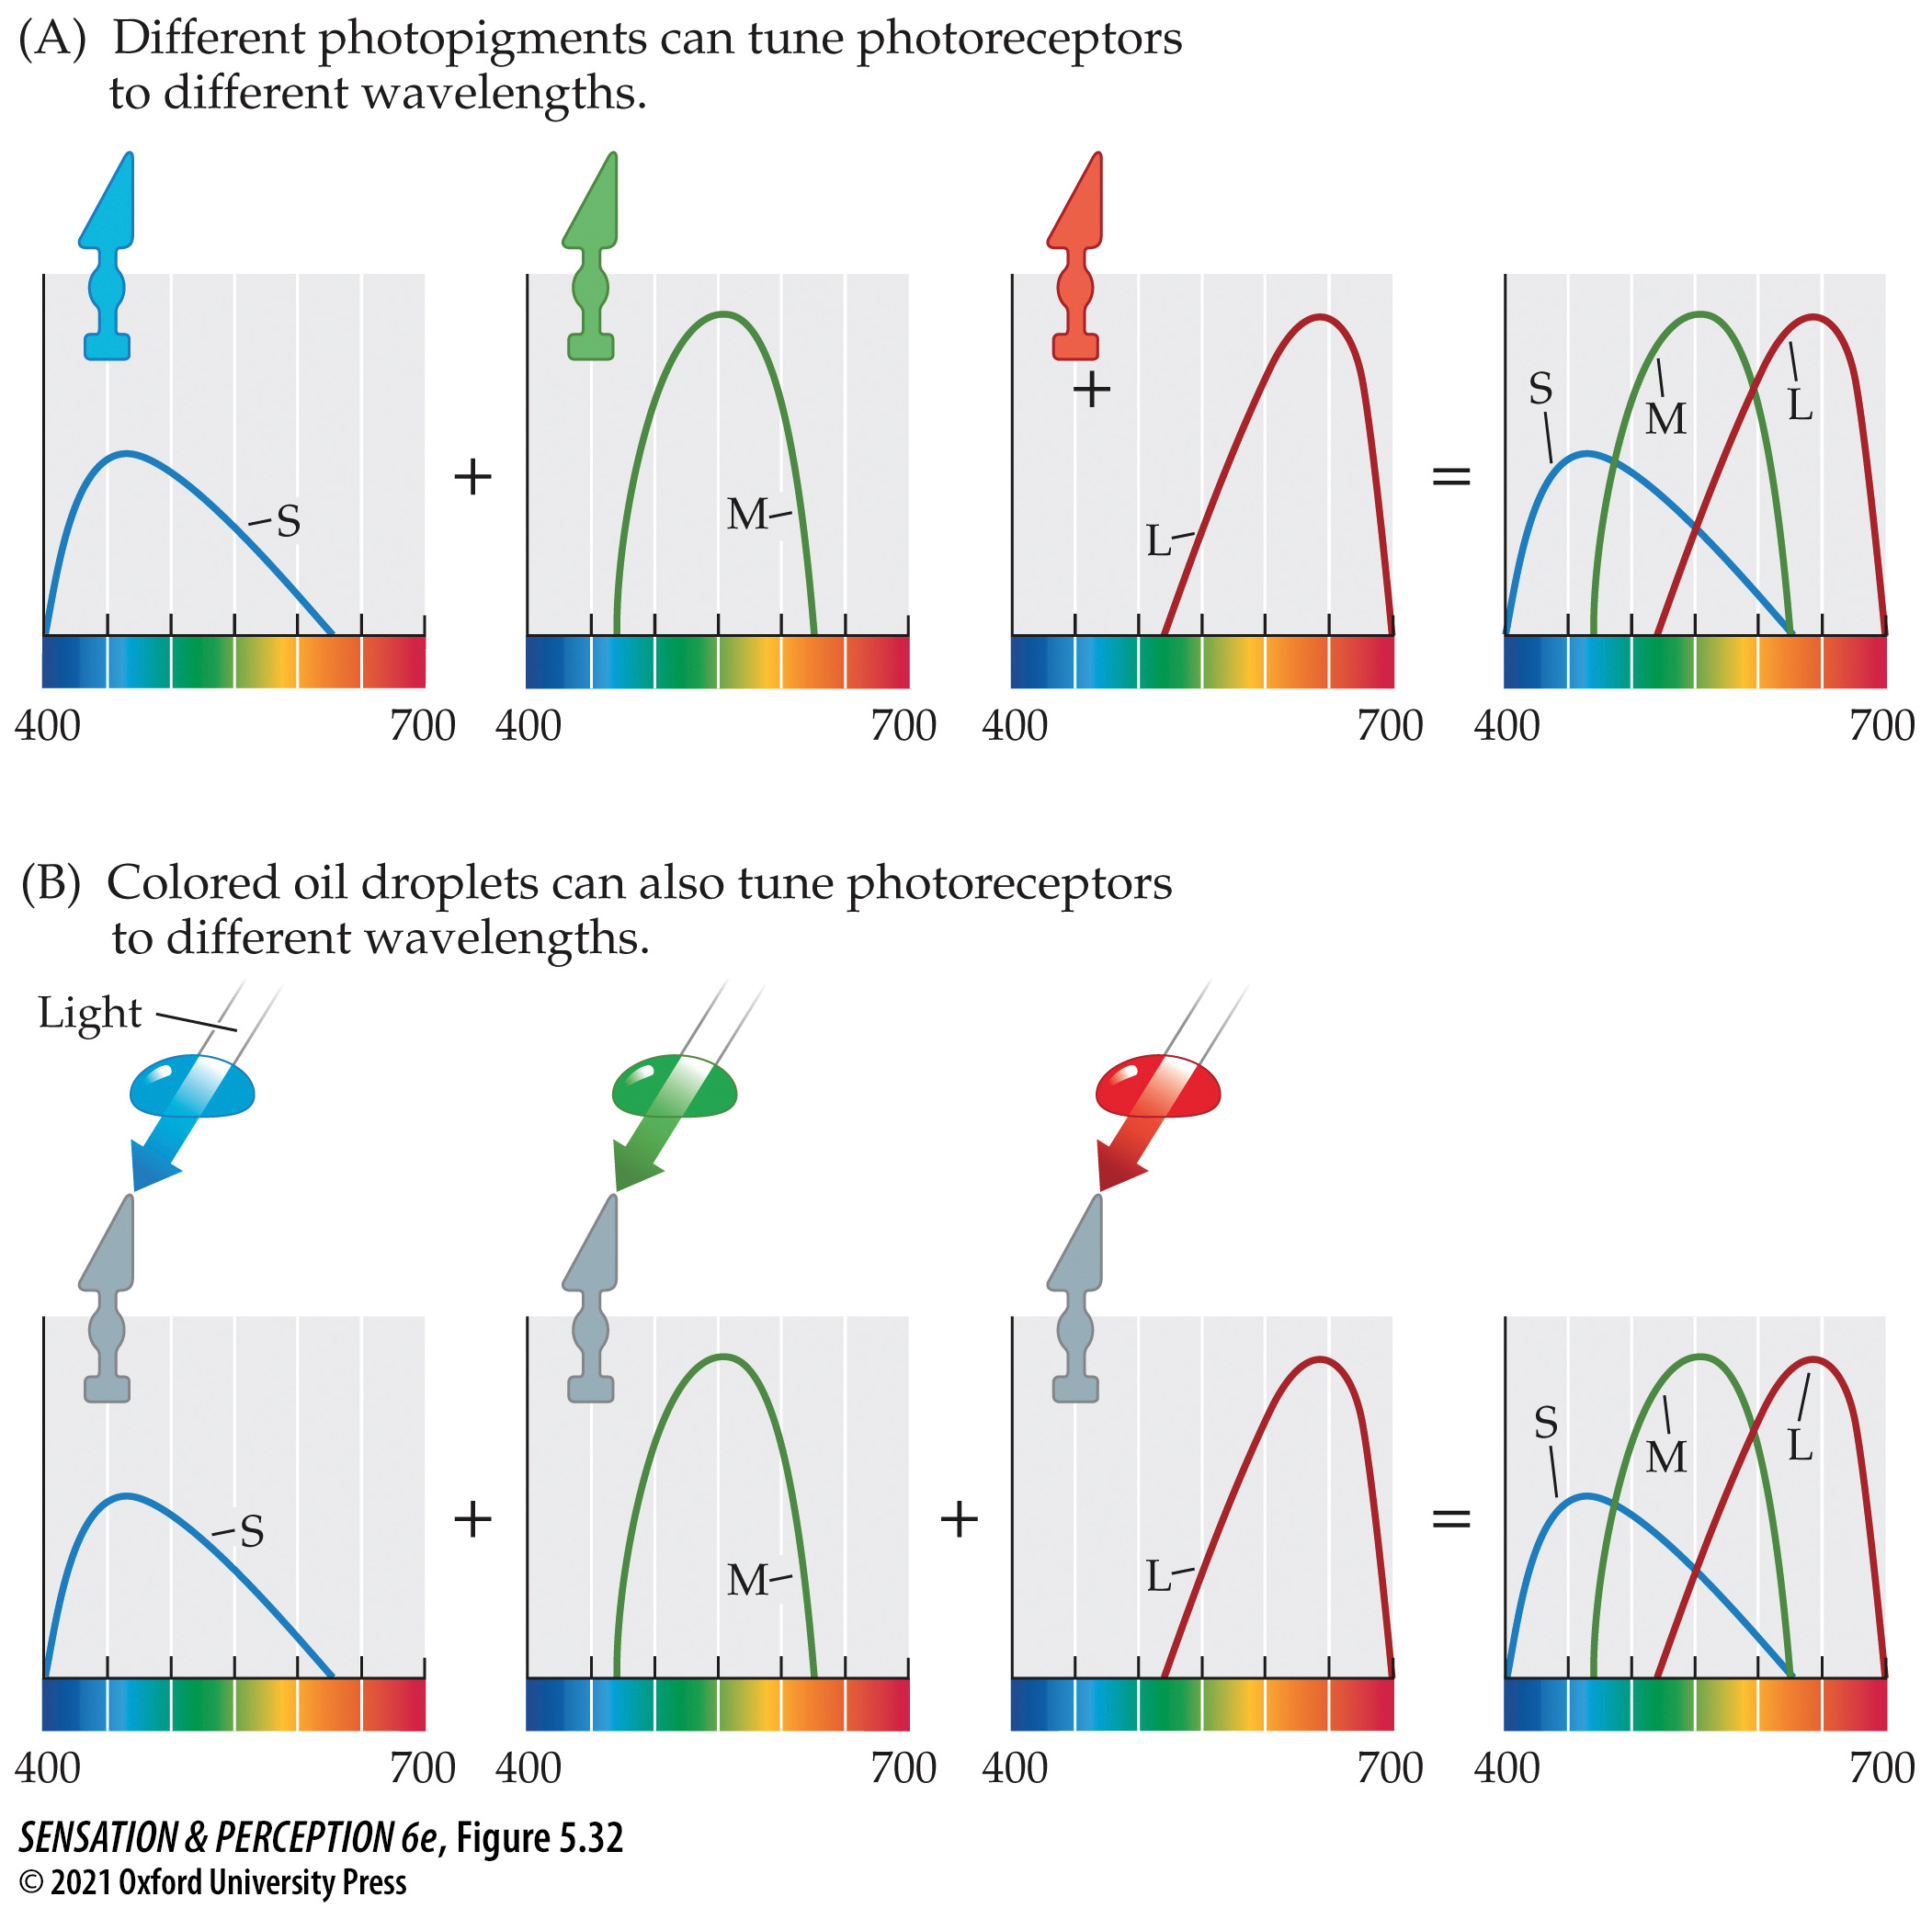 (A) Different photopigments can tune photoreceptors
to different wavelengths.
S
+
M
+
L
=
S
M
L
400 700
400 700
400 700
400 700
(B) Colored oil droplets can also tune photoreceptors
to different wavelengths.
Light
S
+
M
+
L
=
S
M
L
400 700
400 700
400 700
400 700
SENSATION & PERCEPTION 6e, Figure 5.32
© 2021 Oxford University Press